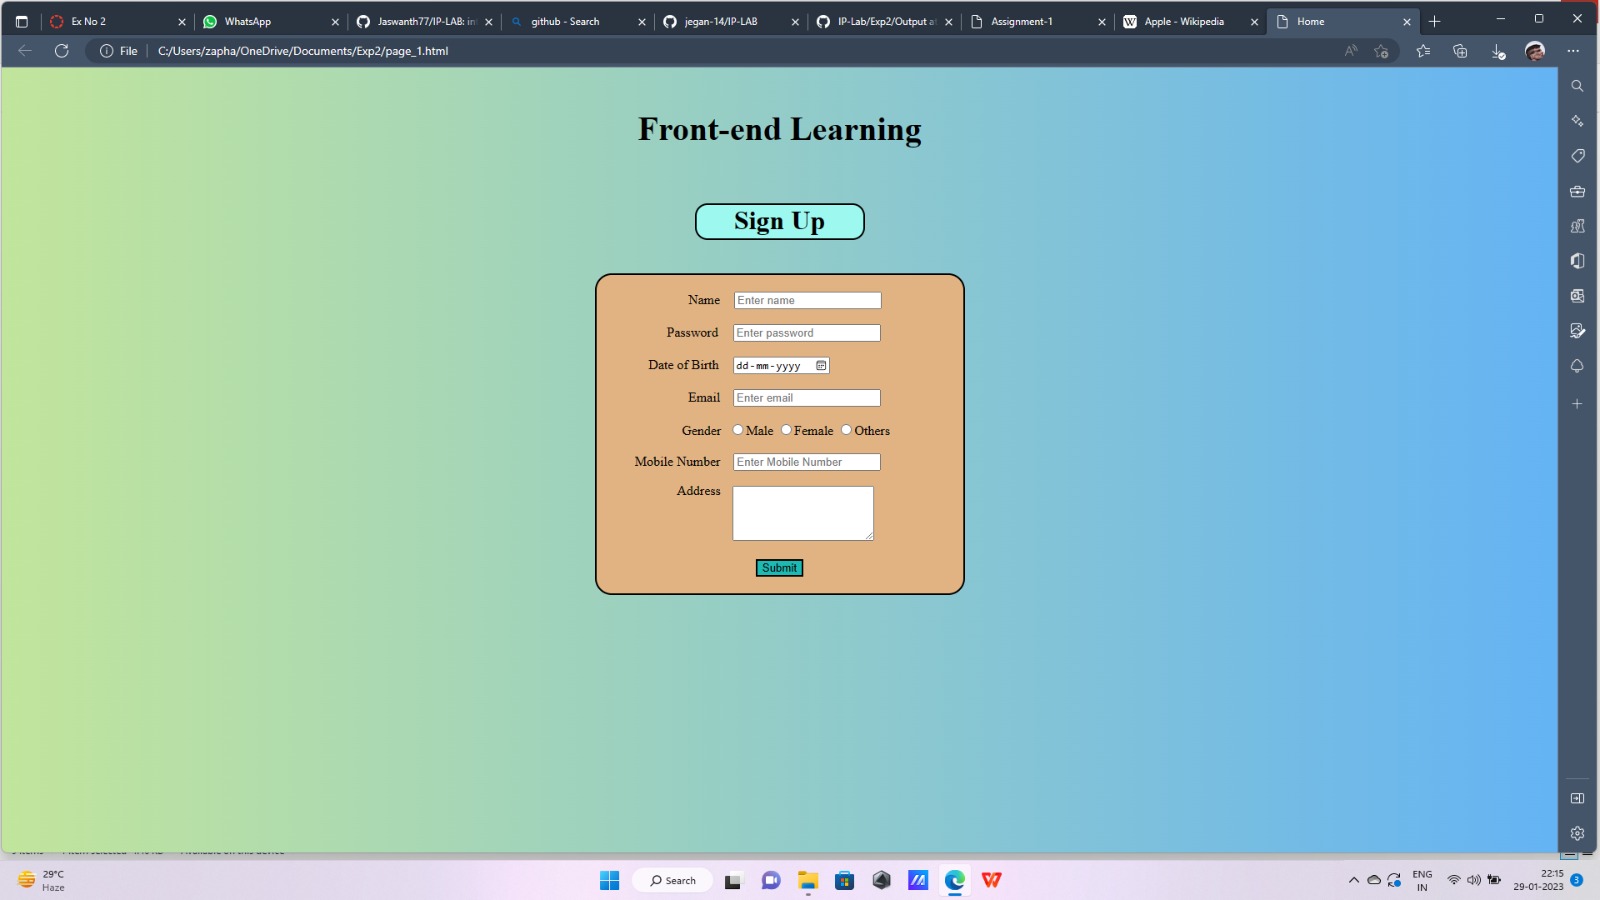 Ex No 2
WhatsApp
Jaswanth77/IP-LAB: in
github - Search
jegan-14/IP-LAB
IP-Lab/Exp2/Output a
Assignment-1
Apple - Wikipedia
Home
File
C:/Users/zapha/OneDrive/Documents/Exp2/page_1.html
Front-end Learning
Sign Up
Name Enter name
Password Enter password
Date of Birth dd-mm-yyyy
Email Enter email
Gender Male Female Others
Mobile Number Enter Mobile Number
Address
Submit
29°C
Haze
Search
ENG
IN
22:15
29-01-2023
3